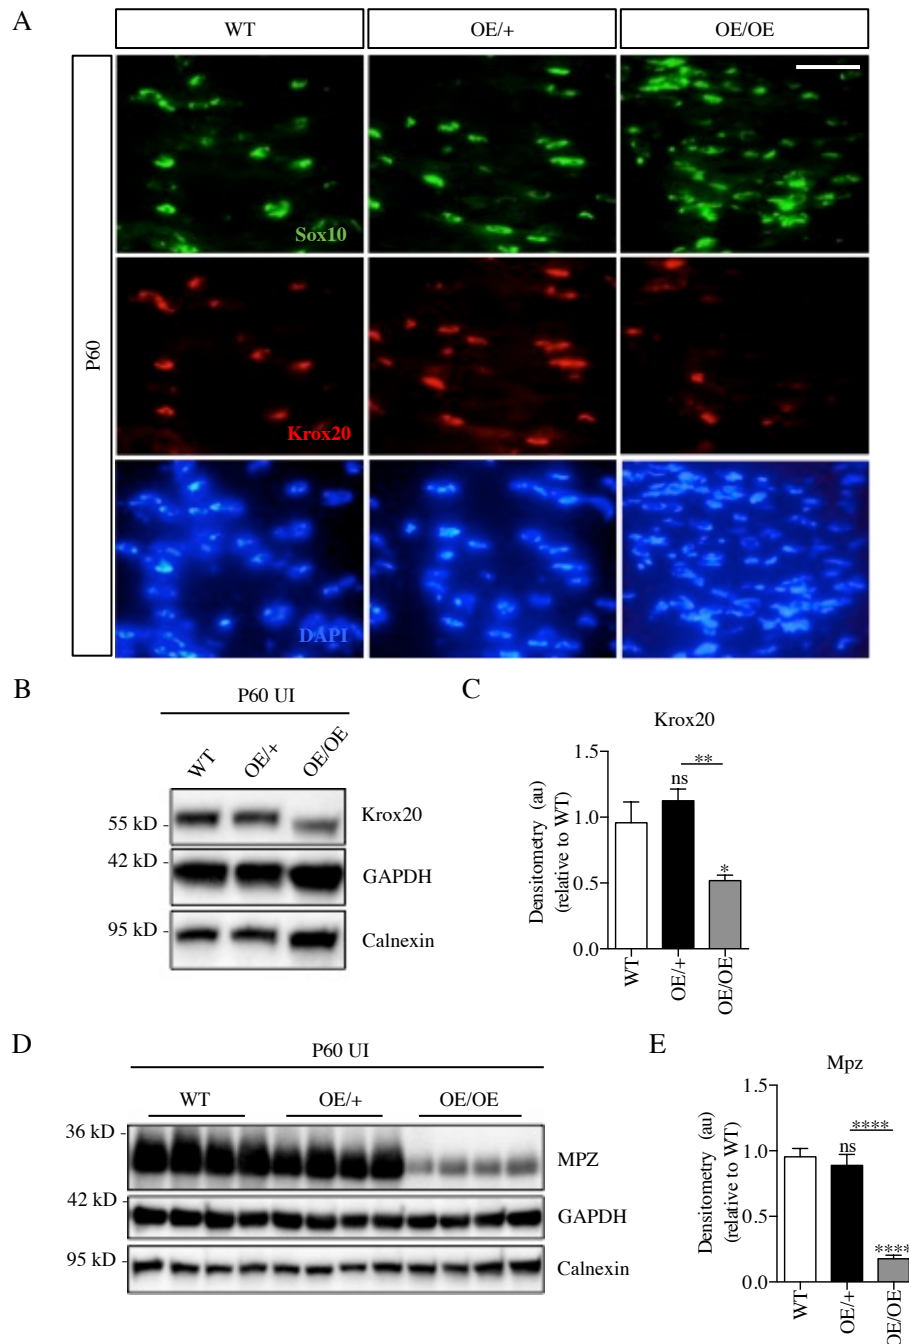 A
WT
OE/+
OE/OE
P60
Sox10
Krox20
DAPI
B
P60 UI
WT
OE/+
OE/OE
55 kD
Krox20
42 kD
GAPDH
95 kD
Calnexin
C
Krox20
Densitometry (au)
(relative to WT)
1.5
1.0
0.5
0.0
ns
**
*
WT
OE/+
OE/OE
D
P60 UI
WT
OE/+
OE/OE
36 kD
MPZ
42 kD
GAPDH
95 kD
Calnexin
E
Mpz
Densitometry (au)
(relative to WT)
1.5
1.0
0.5
0.0
ns
****
****
WT
OE/+
OE/OE